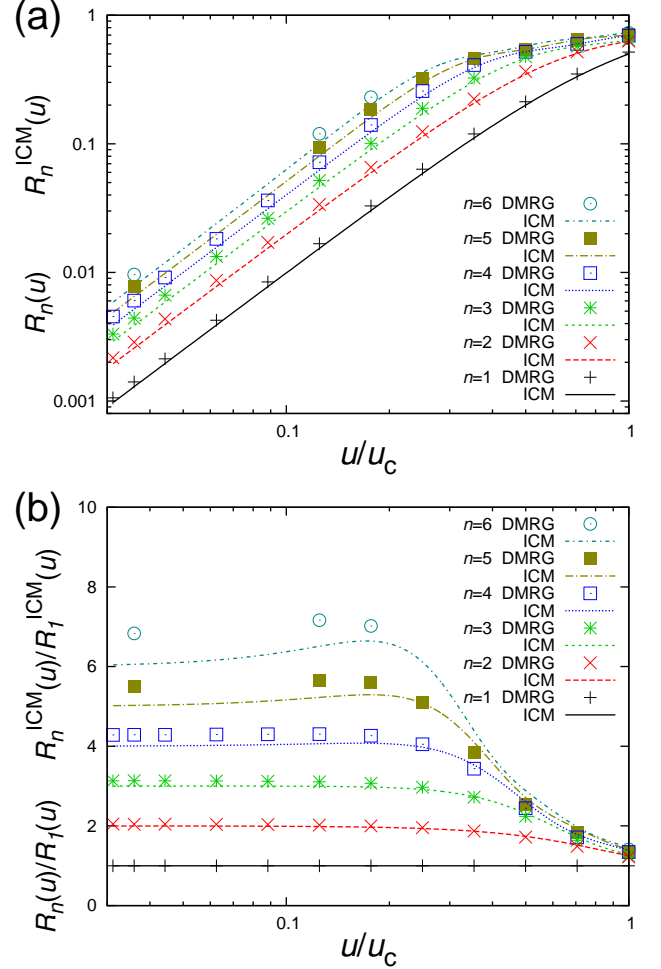 (a)
R_n(u) R_n^ICM(u)
1
0.1
0.01
0.001
n=6 DMRG
ICM
n=5 DMRG
ICM
n=4 DMRG
ICM
n=3 DMRG
ICM
n=2 DMRG
ICM
n=1 DMRG
ICM
0.1 1
u/u_c
(b)
R_n(u)/R_1(u) R_n^ICM(u)/R_1^ICM(u)
10
8
6
4
2
0
n=6 DMRG
ICM
n=5 DMRG
ICM
n=4 DMRG
ICM
n=3 DMRG
ICM
n=2 DMRG
ICM
n=1 DMRG
ICM
0.1 1
u/u_c